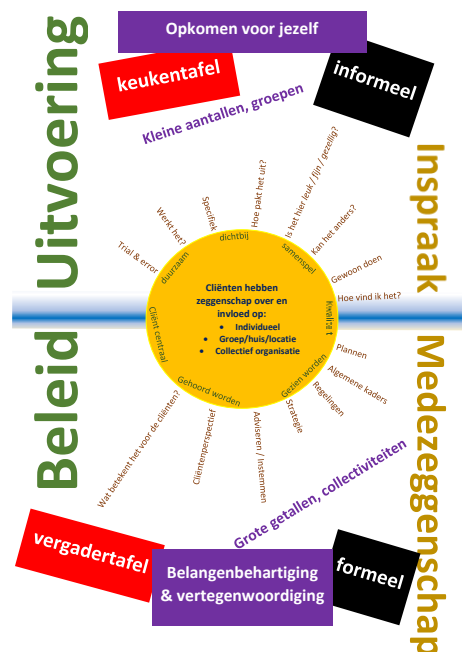 Opkomen voor jezelf
keukentafel
informeel
Kleine aantallen, groepen
Uitvoering
Inspraak
Trial & error
Werkt het?
Specifiek
Hoe pakt het uit?
Is het hier leuk / fijn / gezellig?
Kan het anders?
Gewoon doen
Hoe vind ik het?
duurzaam
dichtbij
samenspel
Kwaliteit
Cliënten hebben
zeggenschap over en
invloed op:
• Individueel
• Groep/huis/locatie
• Collectief organisatie
Cliënt centraal
Gehoord worden
Gezien worden
Beleid
Medezeggenschap
Plannen
Algemene kaders
Regelingen
Strategie
Adviseren / Instemmen
Cliëntenperspectief
Wat betekent het voor de cliënten?
Grote getallen, collectiviteiten
vergadertafel
Belangenbehartiging
& vertegenwoordiging
formeel